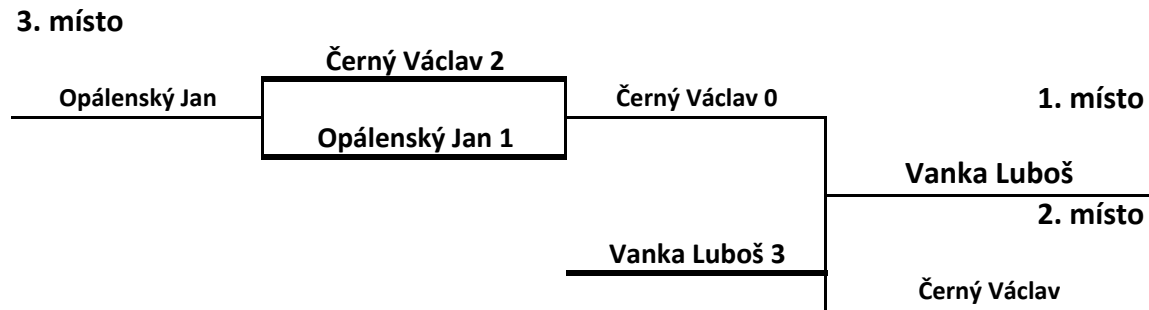 3. místo
Černý Václav 2
Opálenský Jan
Černý Václav 0
1. místo
Opálenský Jan 1
Vanka Luboš
2. místo
Vanka Luboš 3
Černý Václav